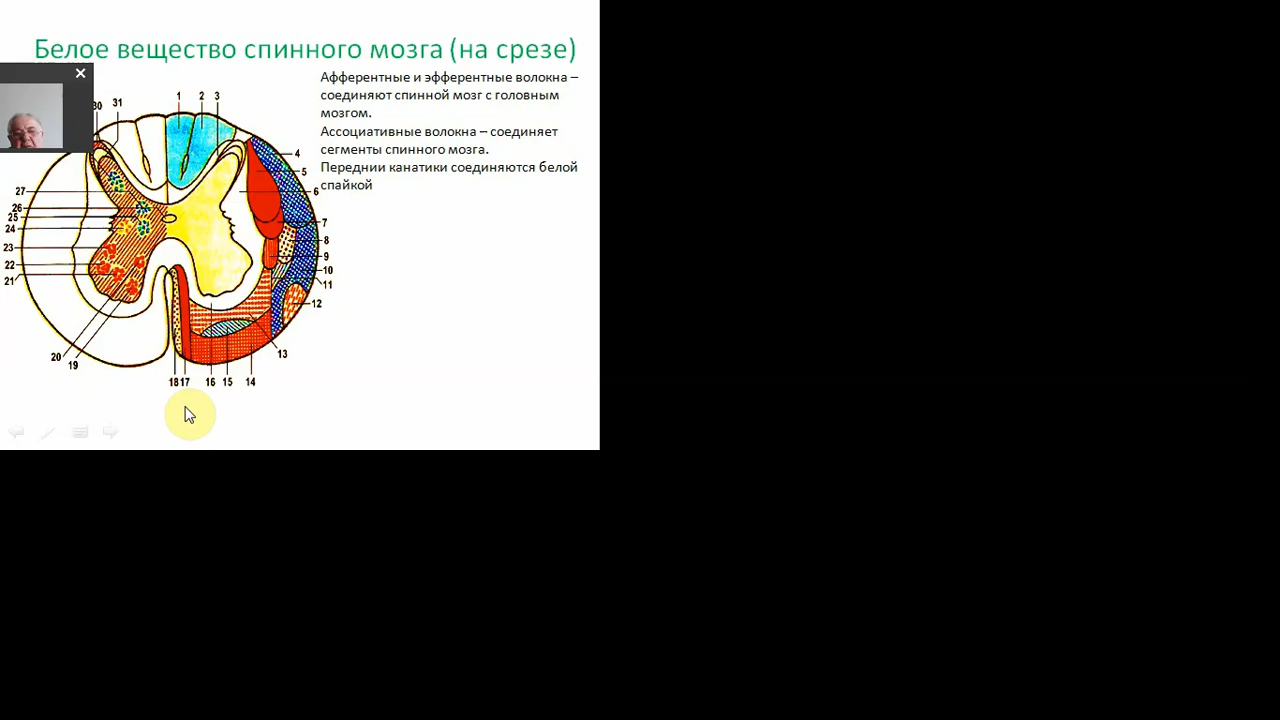 Белое вещество спинного мозга (на срезе)
Афферентные и эфферентные волокна –
соединяют спинной мозг с головным
мозгом.
Ассоциативные волокна – соединяет
сегменты спинного мозга.
Переднии канатики соединяются белой
спайкой
30 31 1 2 3
4
5
6
7
8
9
10
11
12
13
27
26
25
24
23
22
21
20
19
18 17 16 15 14